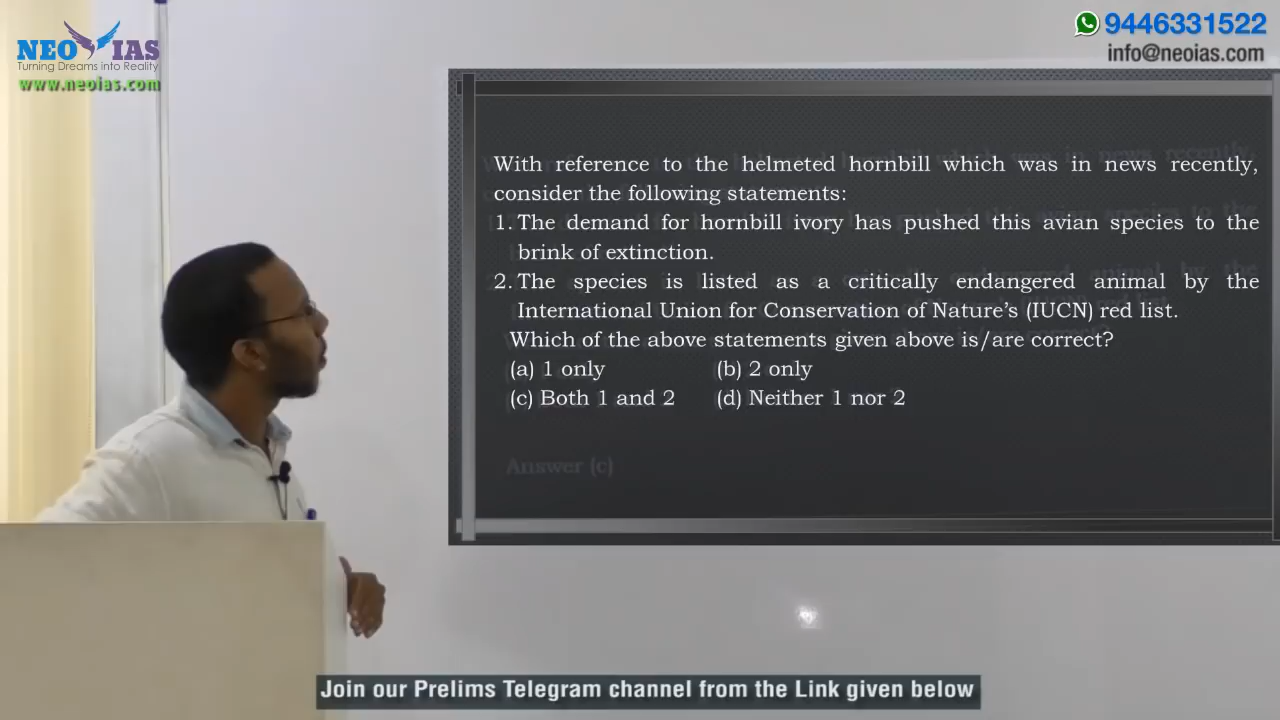 NEO IAS
Turning Dreams into Reality
www.neoias.com
9446331522
info@neoias.com
With reference to the helmeted hornbill which was in news recently,
consider the following statements:
1. The demand for hornbill ivory has pushed this avian species to the
brink of extinction.
2. The species is listed as a critically endangered animal by the
International Union for Conservation of Nature's (IUCN) red list.
Which of the above statements given above is/are correct?
(a) 1 only (b) 2 only
(c) Both 1 and 2 (d) Neither 1 nor 2
Answer (c)
Join our Prelims Telegram channel from the Link given below